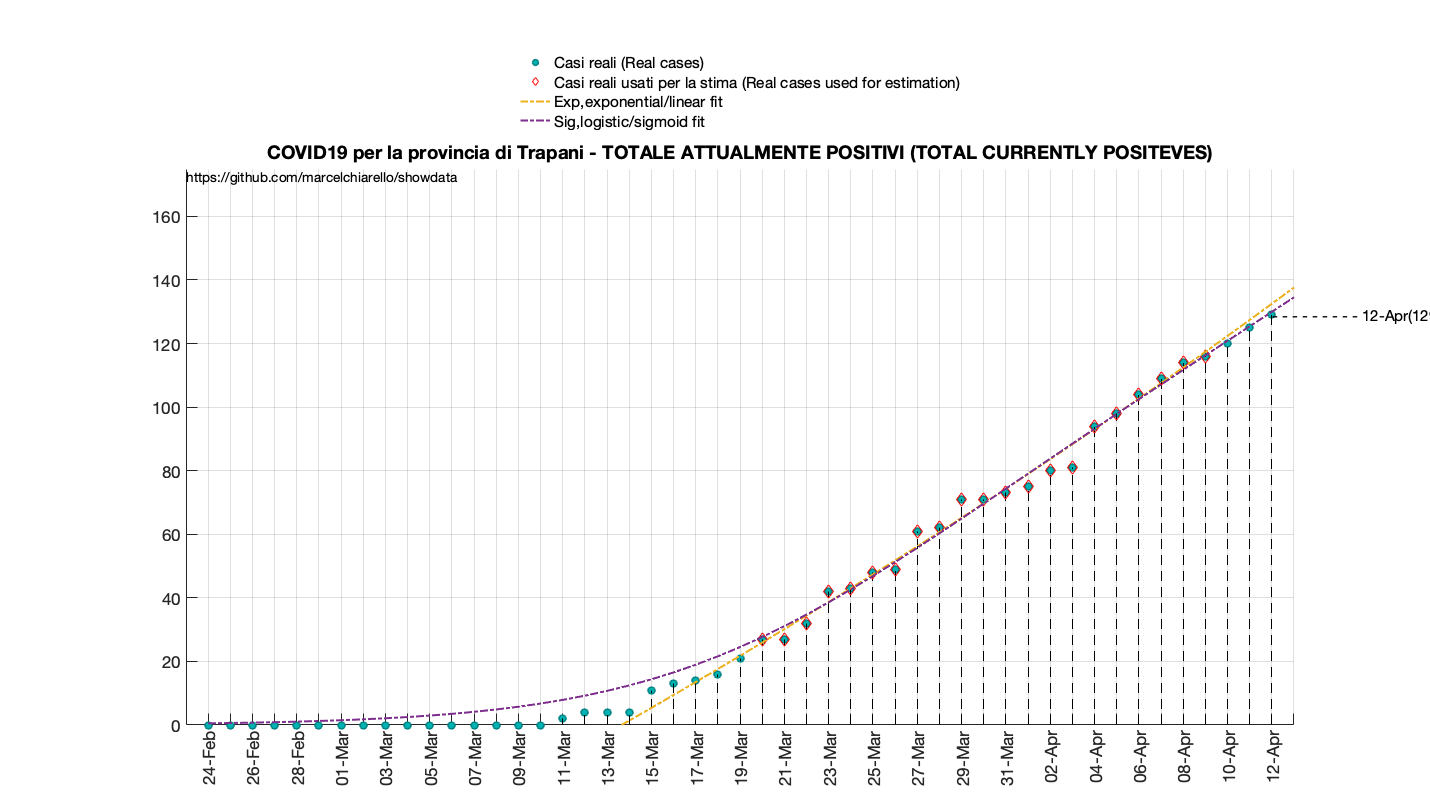 Casi reali (Real cases)
Casi reali usati per la stima (Real cases used for estimation)
Exp,exponential/linear fit
Sig,logistic/sigmoid fit
COVID19 per la provincia di Trapani - TOTALE ATTUALMENTE POSITIVI (TOTAL CURRENTLY POSITEVES)
https://github.com/marcelchiarello/showdata
160
140
12-Apr(129
120
100
80
60
40
20
0
24-Feb
26-Feb
28-Feb
01-Mar
03-Mar
05-Mar
07-Mar
09-Mar
11-Mar
13-Mar
15-Mar
17-Mar
19-Mar
21-Mar
23-Mar
25-Mar
27-Mar
29-Mar
31-Mar
02-Apr
04-Apr
06-Apr
08-Apr
10-Apr
12-Apr